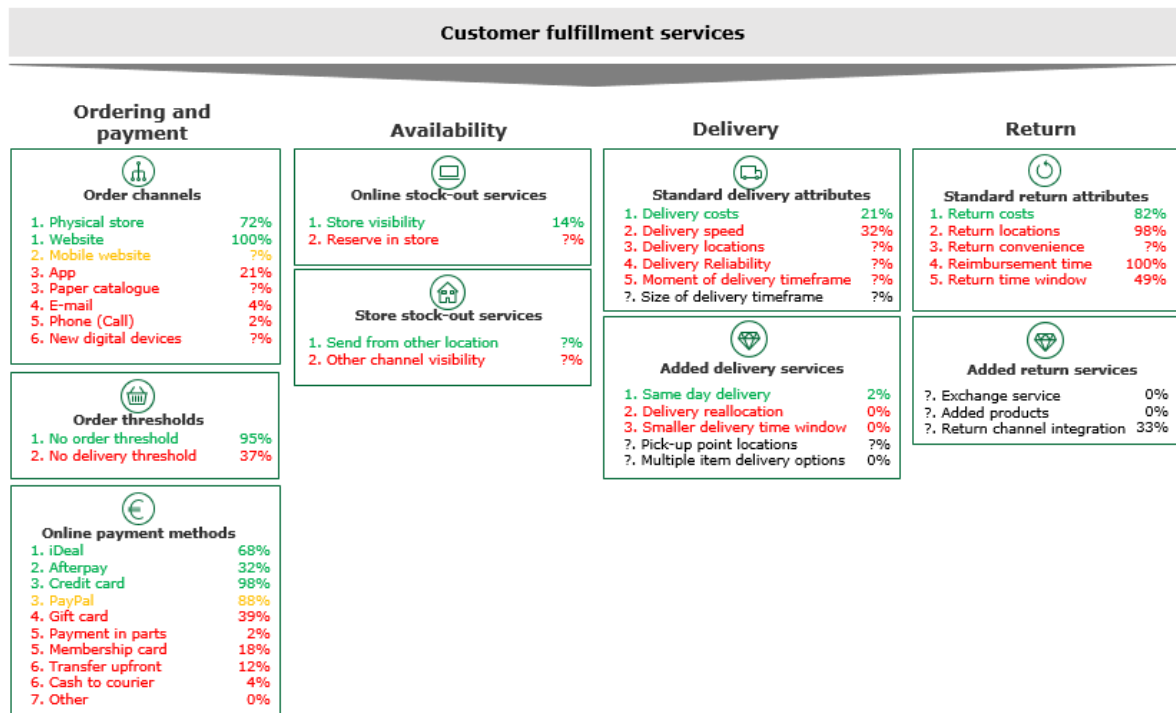 Customer fulfillment services
Ordering and
payment
Order channels
1. Physical store 72%
1. Website 100%
2. Mobile website ?%
3. App 21%
3. Paper catalogue ?%
4. E-mail 4%
5. Phone (Call) 2%
6. New digital devices ?%
Order thresholds
1. No order threshold 95%
2. No delivery threshold 37%
Online payment methods
1. iDeal 68%
2. Afterpay 32%
3. Credit card 98%
3. PayPal 88%
4. Gift card 39%
5. Payment in parts 2%
5. Membership card 18%
6. Transfer upfront 12%
6. Cash to courier 4%
7. Other 0%
Availability
Online stock-out services
1. Store visibility 14%
2. Reserve in store ?%
Store stock-out services
1. Send from other location ?%
2. Other channel visibility ?%
Delivery
Standard delivery attributes
1. Delivery costs 21%
2. Delivery speed 32%
3. Delivery locations ?%
4. Delivery Reliability ?%
5. Moment of delivery timeframe ?%
?. Size of delivery timeframe ?%
Added delivery services
1. Same day delivery 2%
2. Delivery reallocation 0%
3. Smaller delivery time window 0%
?. Pick-up point locations ?%
?. Multiple item delivery options 0%
Return
Standard return attributes
1. Return costs 82%
2. Return locations 98%
3. Return convenience ?%
4. Reimbursement time 100%
5. Return time window 49%
Added return services
?. Exchange service 0%
?. Added products 0%
?. Return channel integration 33%